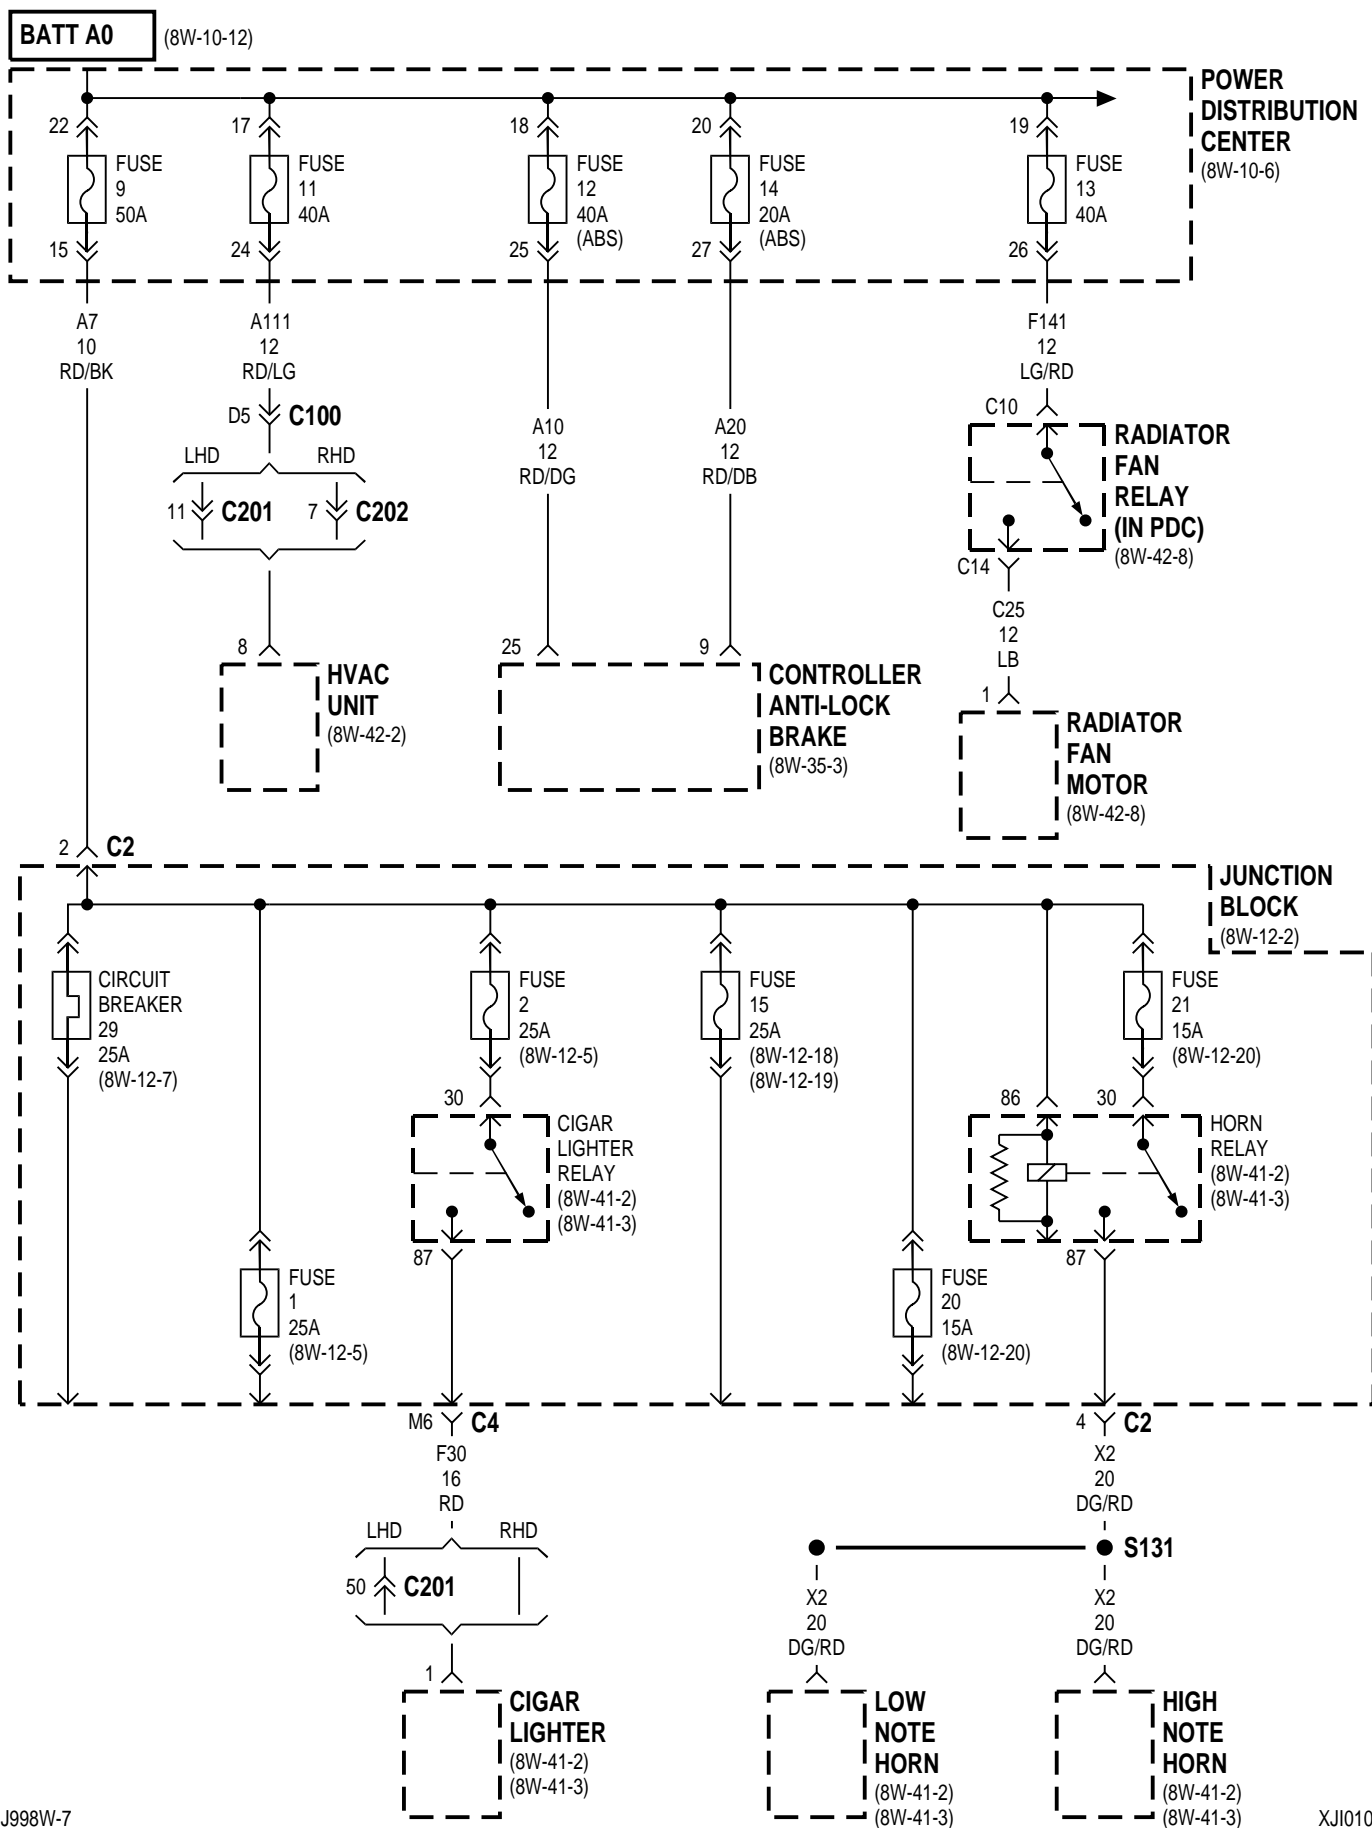 BATT A0 (8W-10-12)
POWER
DISTRIBUTION
CENTER
(8W-10-6)
22
FUSE
9
50A
15
17
FUSE
11
40A
24
18
FUSE
12
40A
(ABS)
25
20
FUSE
14
20A
(ABS)
27
19
FUSE
13
40A
26
A7
10
RD/BK
A111
12
RD/LG
D5 C100
LHD RHD
11 C201
7 C202
8
HVAC
UNIT
(8W-42-2)
A10
12
RD/DG
25
A20
12
RD/DB
9
CONTROLLER
ANTI-LOCK
BRAKE
(8W-35-3)
F141
12
LG/RD
C10
RADIATOR
FAN
RELAY
(IN PDC)
(8W-42-8)
C14
C25
12
LB
1
RADIATOR
FAN
MOTOR
(8W-42-8)
2 C2
JUNCTION
BLOCK
(8W-12-2)
CIRCUIT
BREAKER
29
25A
(8W-12-7)
FUSE
2
25A
(8W-12-5)
FUSE
15
25A
(8W-12-18)
(8W-12-19)
FUSE
21
15A
(8W-12-20)
30
CIGAR
LIGHTER
RELAY
(8W-41-2)
(8W-41-3)
87
86 30
HORN
RELAY
(8W-41-2)
(8W-41-3)
87
FUSE
1
25A
(8W-12-5)
FUSE
20
15A
(8W-12-20)
M6 C4
F30
16
RD
LHD RHD
50 C201
1
CIGAR
LIGHTER
(8W-41-2)
(8W-41-3)
4 C2
X2
20
DG/RD
S131
X2
20
DG/RD
X2
20
DG/RD
LOW
NOTE
HORN
(8W-41-2)
(8W-41-3)
HIGH
NOTE
HORN
(8W-41-2)
(8W-41-3)
J998W-7
XJI010